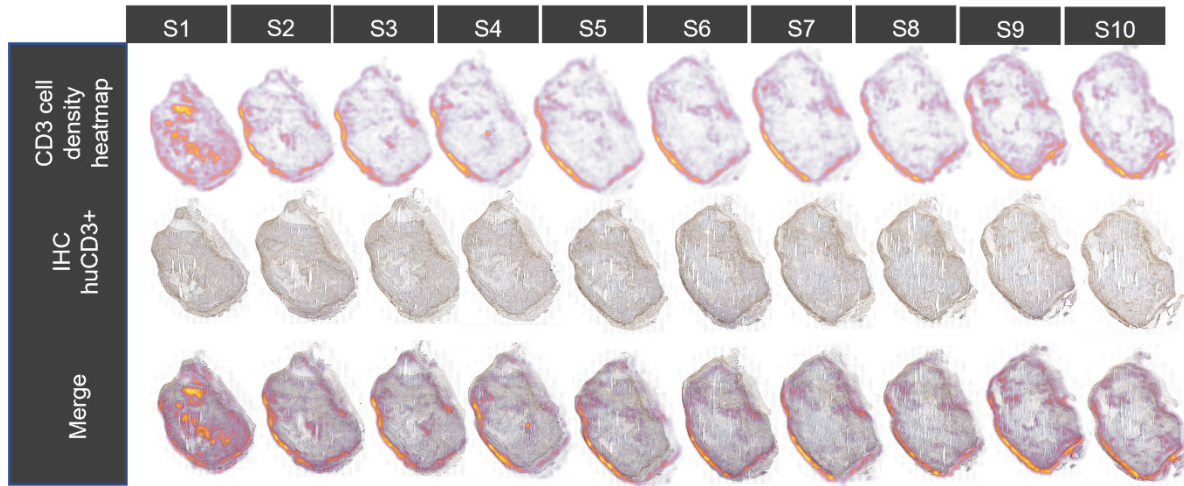 S1 S2 S3 S4 S5 S6 S7 S8 S9 S10
CD3 cell
density
heatmap
IHC
huCD3+
Merge